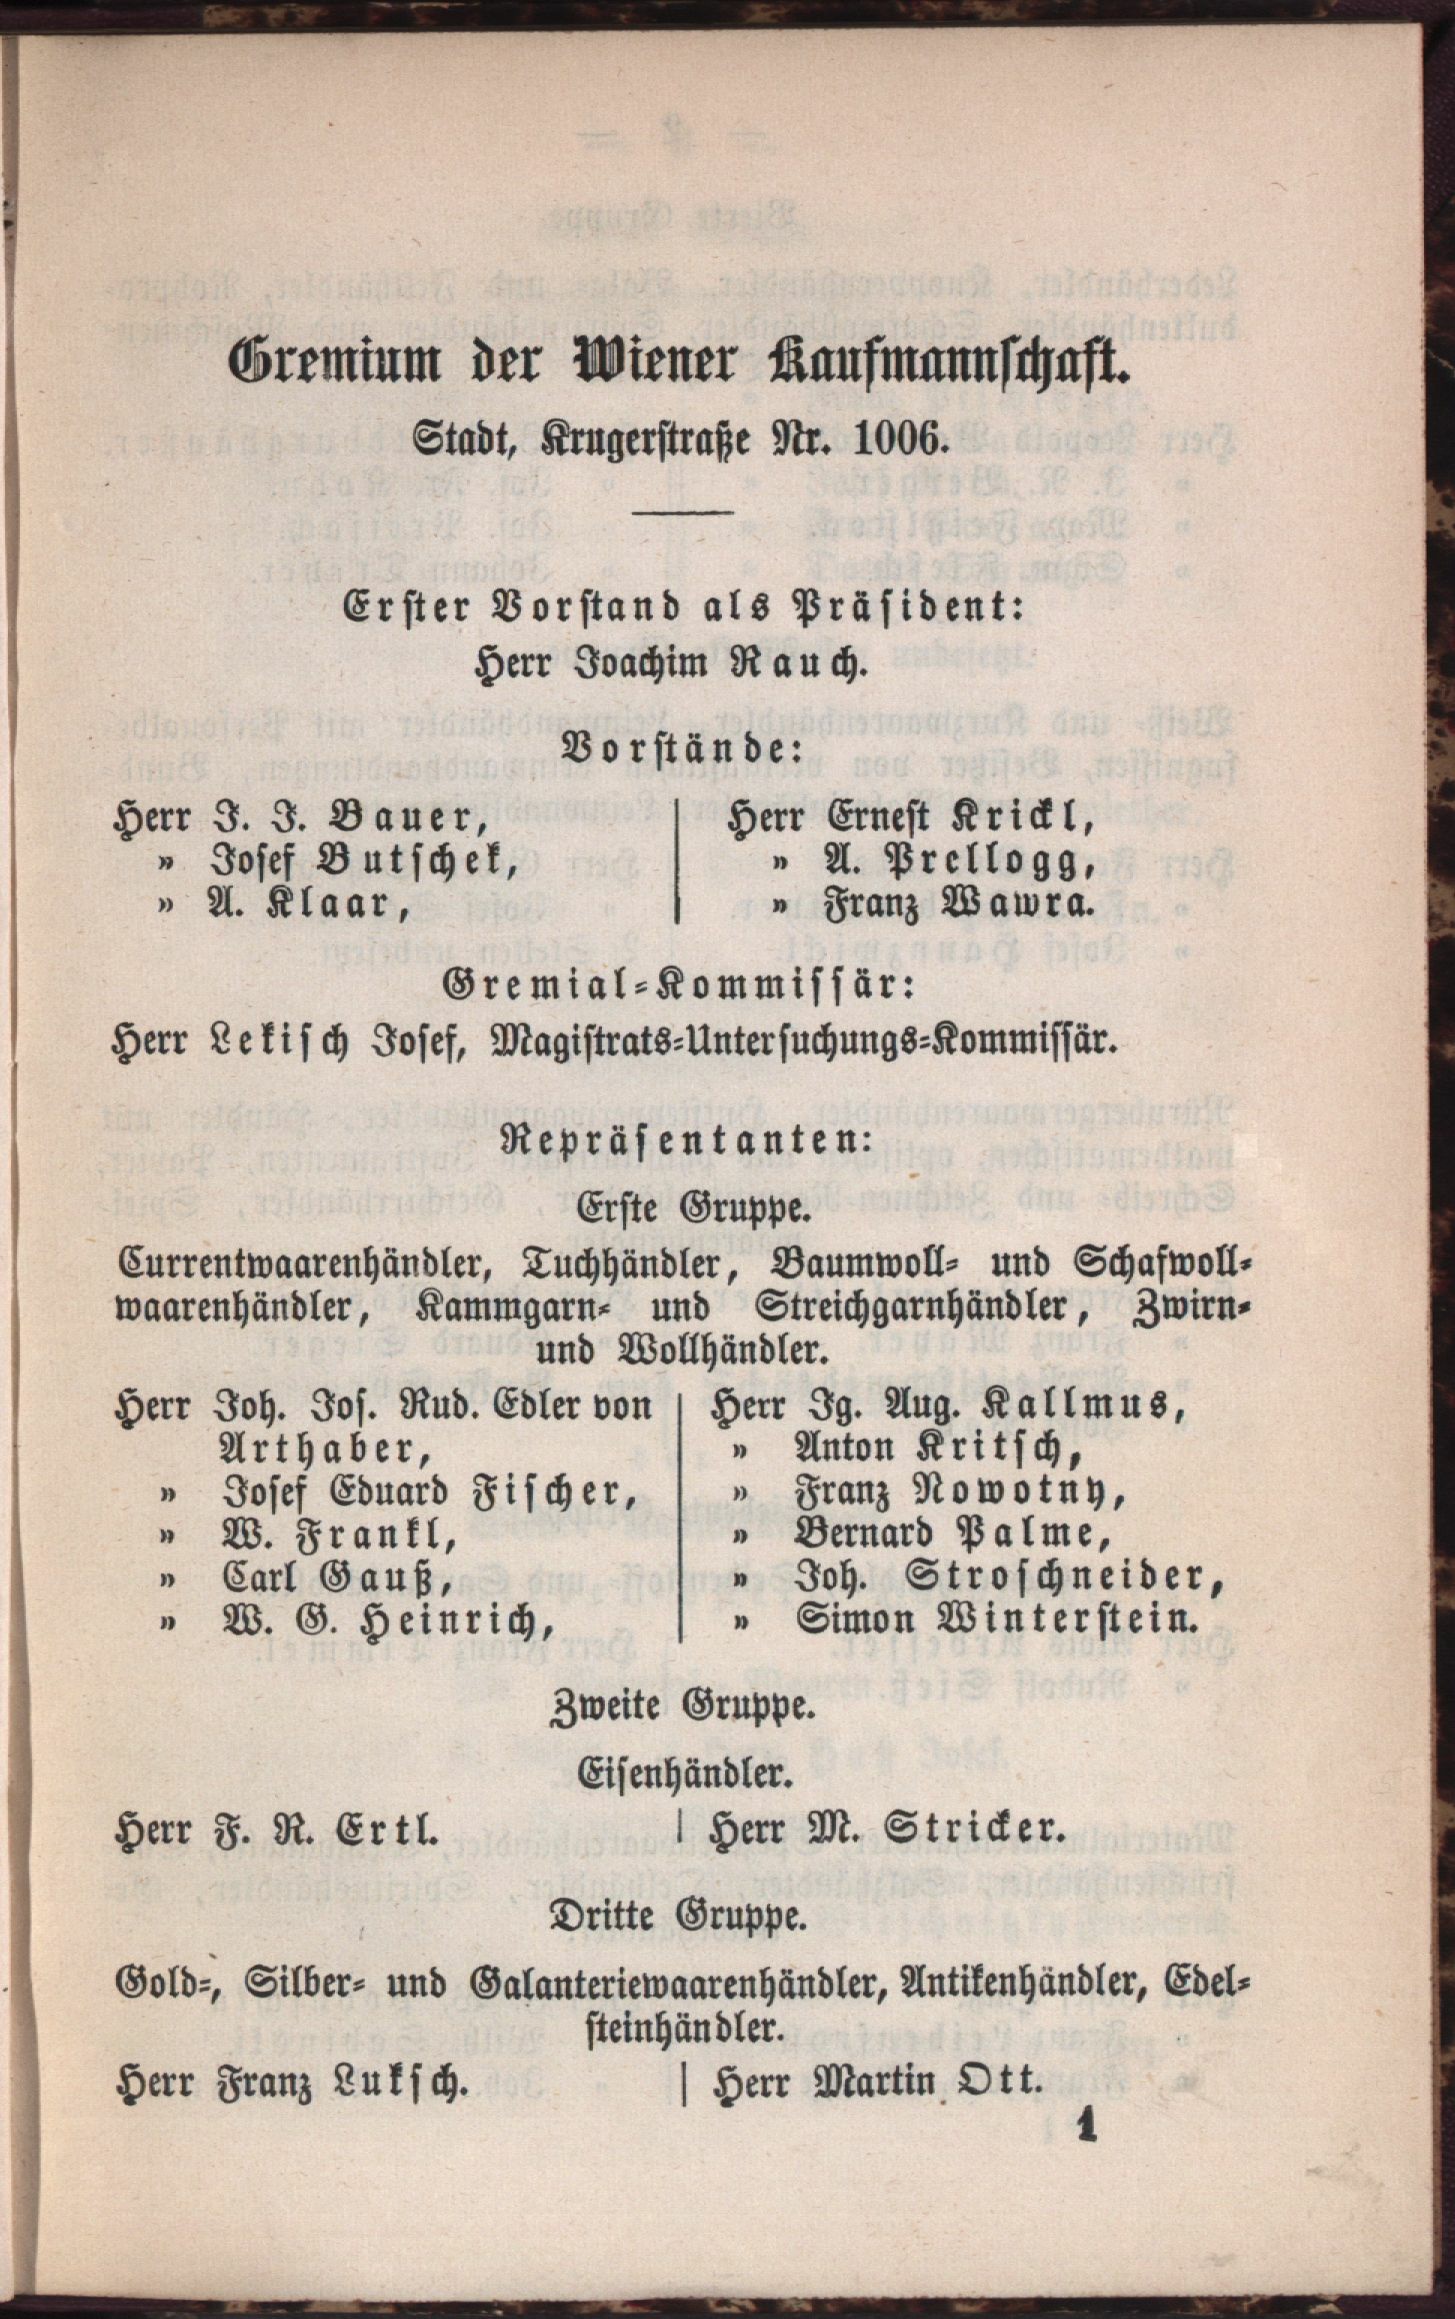 Gremium der Wiener Kaufmannschaft.
Stadt, Krugerstraße Nr. 1006.
Erster Vorstand als Präsident:
Herr Joachim Rauch.
Vorstände:
Herr J. J. Bauer,
" Josef Butschek,
" A. Klaar,
Herr Ernest Krickl,
" A. Prellogg,
" Franz Wawra.
Gremial-Kommissär:
Herr Lekisch Josef, Magistrats-Untersuchungs-Kommissär.
Repräsentanten:
Erste Gruppe.
Currentwaarenhändler, Tuchhändler, Baumwoll- und Schafwoll-
waarenhändler, Kammgarn- und Streichgarnhändler, Zwirn-
und Wollhändler.
Herr Joh. Jos. Rud. Edler von
Arthaber,
" Josef Eduard Fischer,
" W. Frankl,
" Carl Gauß,
" W. G. Heinrich,
Herr Ig. Aug. Kallmus,
" Anton Kritsch,
" Franz Nowotny,
" Bernard Palme,
" Joh. Stroschneider,
" Simon Winterstein.
Zweite Gruppe.
Eisenhändler.
Herr F. R. Ertl.
Herr M. Stricker.
Dritte Gruppe.
Gold-, Silber- und Galanteriewaarenhändler, Antikenhändler, Edel-
steinhändler.
Herr Franz Luksch.
Herr Martin Ott.
1